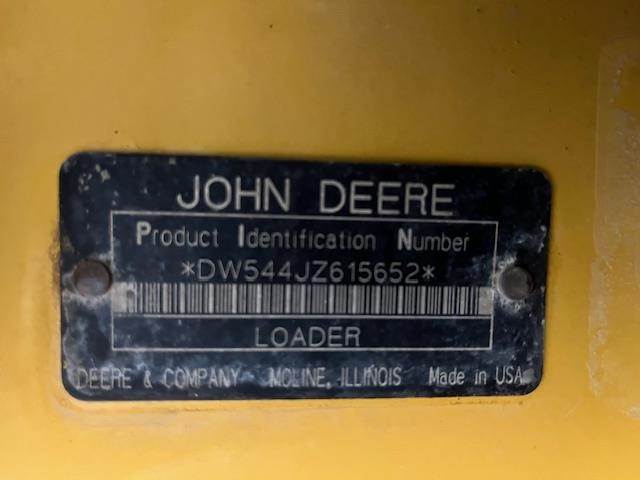 JOHN DEERE
Product Identification Number
*DW544JZ615652*
LOADER
DEERE & COMPANY MOLINE, ILLINOIS Made in USA